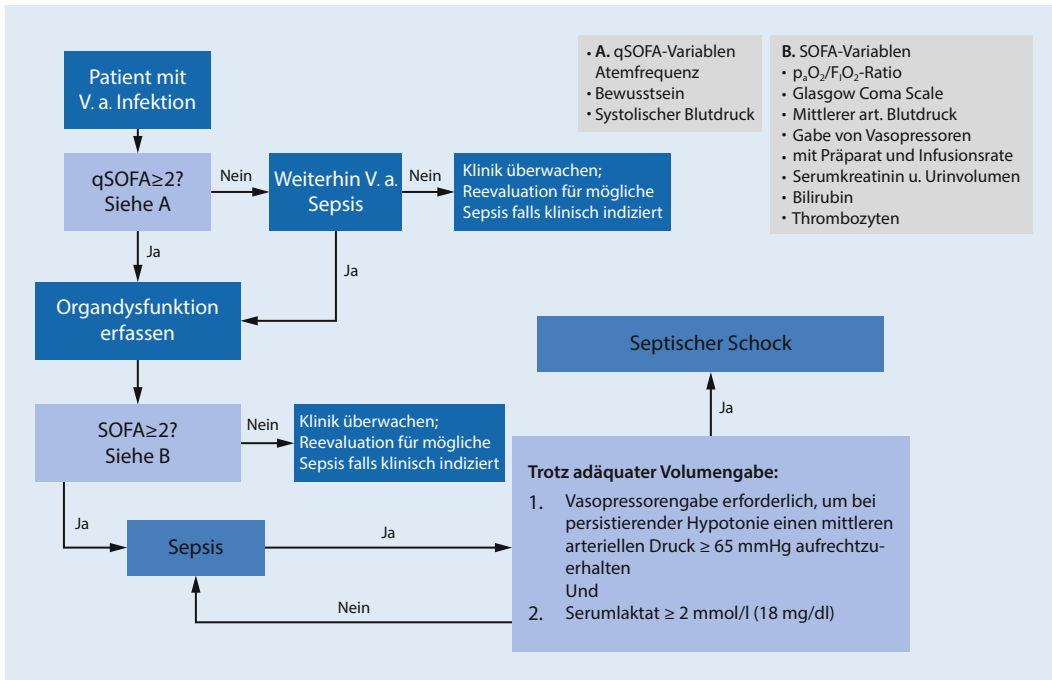 Patient mit
V. a. Infektion
• A. qSOFA-Variablen
Atemfrequenz
• Bewusstsein
• Systolischer Blutdruck
B. SOFA-Variablen
• pₐO₂/FᵢO₂-Ratio
• Glasgow Coma Scale
• Mittlerer art. Blutdruck
• Gabe von Vasopressoren
• mit Präparat und Infusionsrate
• Serumkreatinin u. Urinvolumen
• Bilirubin
• Thrombozyten
qSOFA≥2?
Siehe A
Nein
Weiterhin V. a.
Sepsis
Nein
Klinik überwachen;
Reevaluation für mögliche
Sepsis falls klinisch indiziert
Ja
Ja
Organdysfunktion
erfassen
SOFA≥2?
Siehe B
Nein
Klinik überwachen;
Reevaluation für mögliche
Sepsis falls klinisch indiziert
Ja
Sepsis
Ja
Nein
Septischer Schock
Ja
Trotz adäquater Volumengabe:
1. Vasopressorengabe erforderlich, um bei
persistierender Hypotonie einen mittleren
arteriellen Druck ≥ 65 mmHg aufrechtzu-
erhalten
Und
2. Serumlaktat ≥ 2 mmol/l (18 mg/dl)